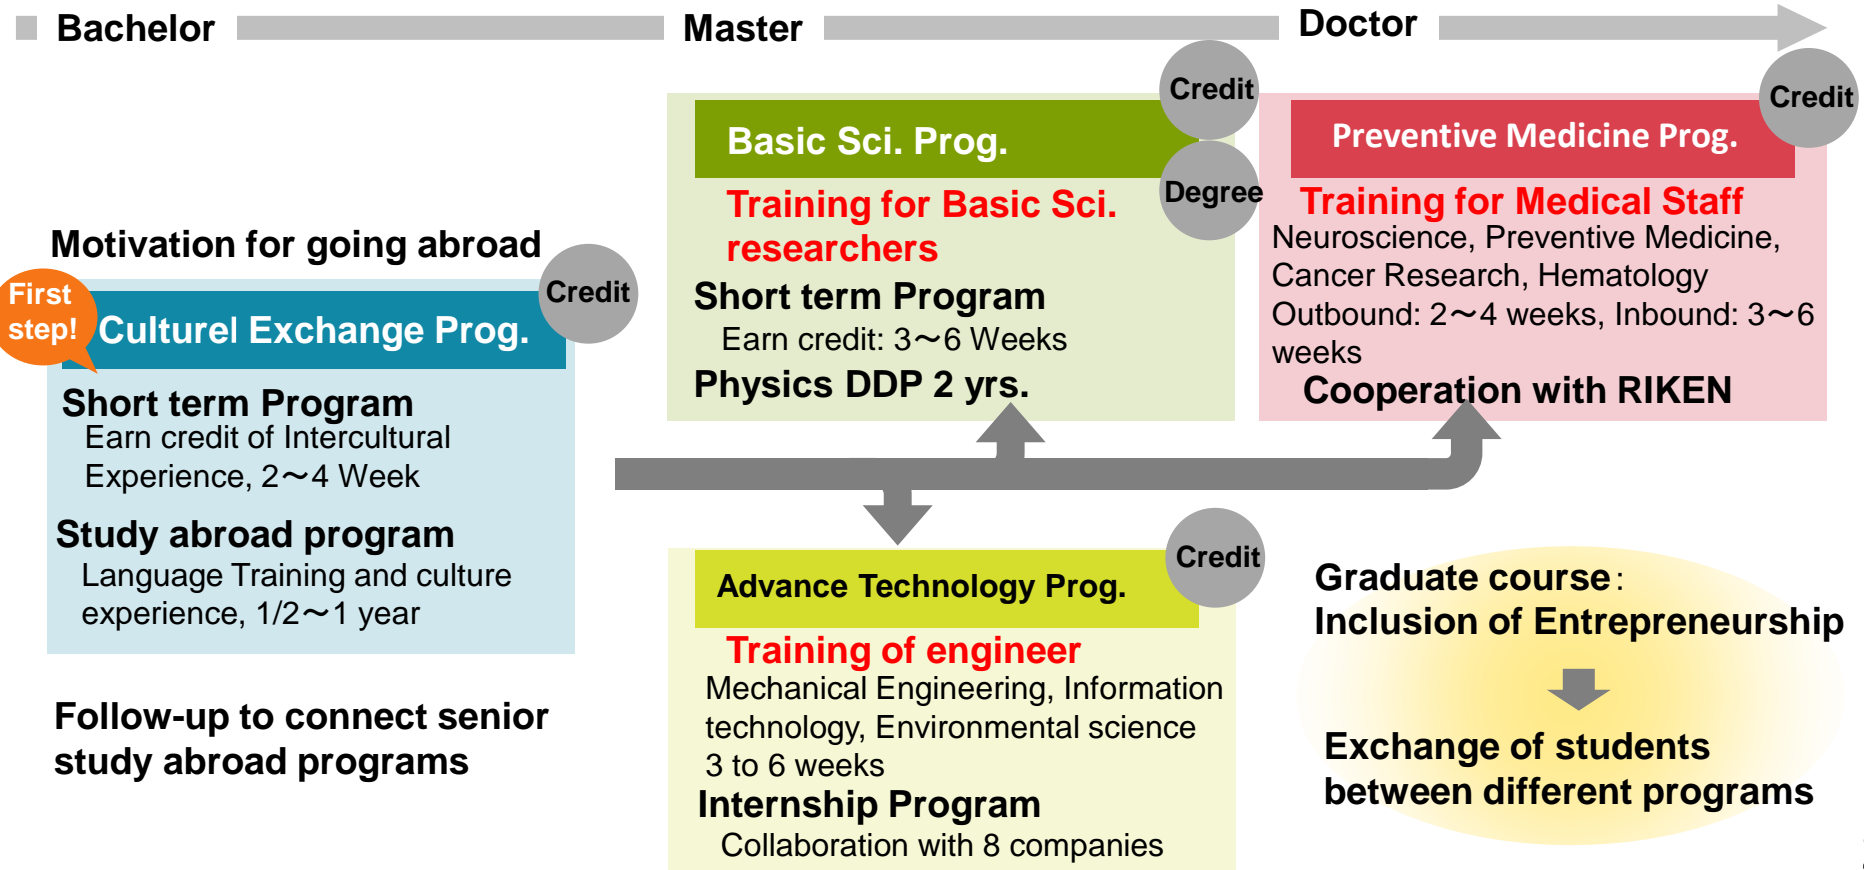 Bachelor
Master
Doctor
Motivation for going abroad
First
step!
Culturel Exchange Prog.
Credit
Short term Program
Earn credit of Intercultural
Experience, 2〜4 Week
Study abroad program
Language Training and culture
experience, 1/2〜1 year
Follow-up to connect senior
study abroad programs
Basic Sci. Prog.
Credit
Degree
Training for Basic Sci.
researchers
Short term Program
Earn credit: 3〜6 Weeks
Physics DDP 2 yrs.
Preventive Medicine Prog.
Credit
Training for Medical Staff
Neuroscience, Preventive Medicine,
Cancer Research, Hematology
Outbound: 2〜4 weeks, Inbound: 3〜6
weeks
Cooperation with RIKEN
Advance Technology Prog.
Credit
Training of engineer
Mechanical Engineering, Information
technology, Environmental science
3 to 6 weeks
Internship Program
Collaboration with 8 companies
Graduate course：
Inclusion of Entrepreneurship
Exchange of students
between different programs